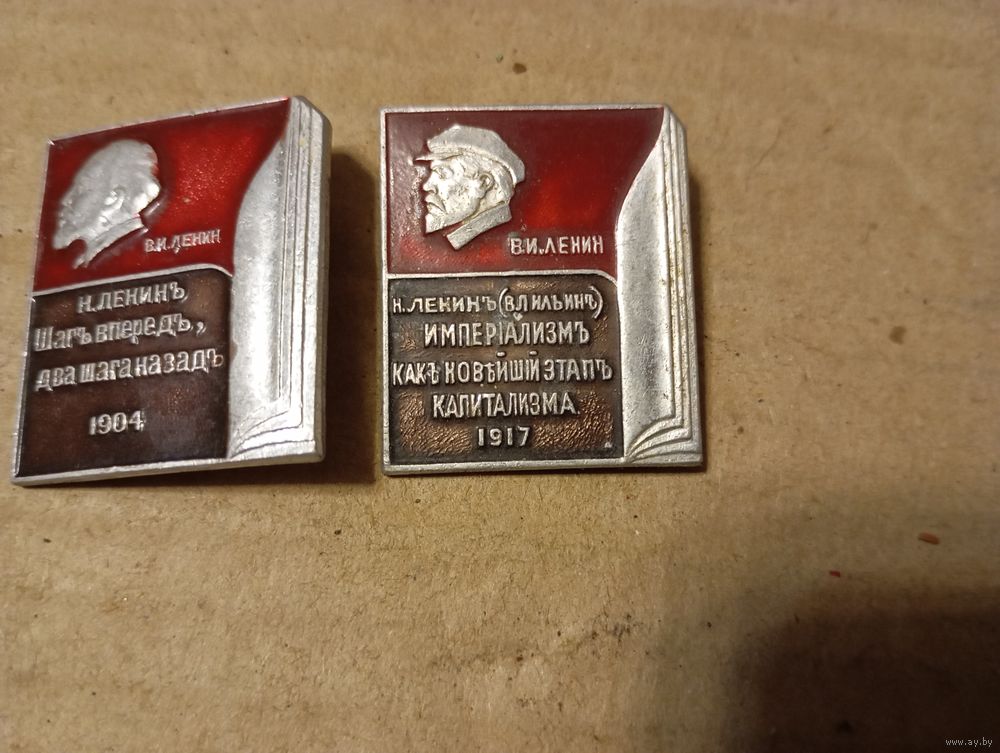 В.И.ЛЕНИН
Н.ЛЕНИНЪ
Шагъ впередъ,
два шага назадъ
1904
В.И.ЛЕНИН
Н.ЛЕНИНЪ (ВЛ ИЛЬИНЪ)
ИМПЕРІАЛИЗМЪ
КАКЪ НОВѢЙШІЙ ЭТАПЪ
КАПИТАЛИЗМА
1917
www.ay.by